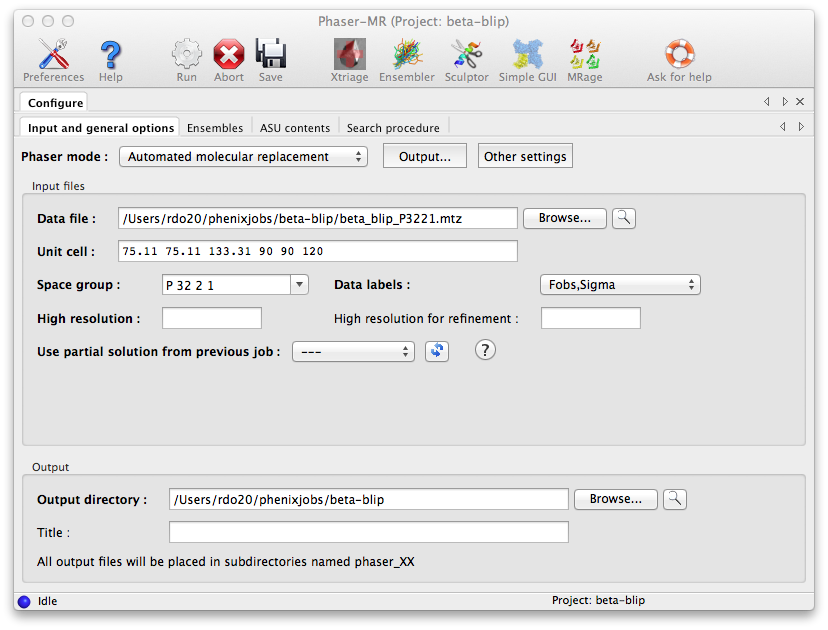 Phaser-MR (Project: beta-blip)
Preferences Help Run Abort Save Xtriage Ensembler Sculptor Simple GUI MRage Ask for help
Configure
Input and general options Ensembles ASU contents Search procedure
Phaser mode : Automated molecular replacement Output... Other settings
Input files
Data file : /Users/rdo20/phenixjobs/beta-blip/beta_blip_P3221.mtz Browse...
Unit cell : 75.11 75.11 133.31 90 90 120
Space group : P 32 2 1 Data labels : Fobs,Sigma
High resolution : High resolution for refinement :
Use partial solution from previous job : --- ?
Output
Output directory : /Users/rdo20/phenixjobs/beta-blip Browse...
Title :
All output files will be placed in subdirectories named phaser_XX
Idle Project: beta-blip